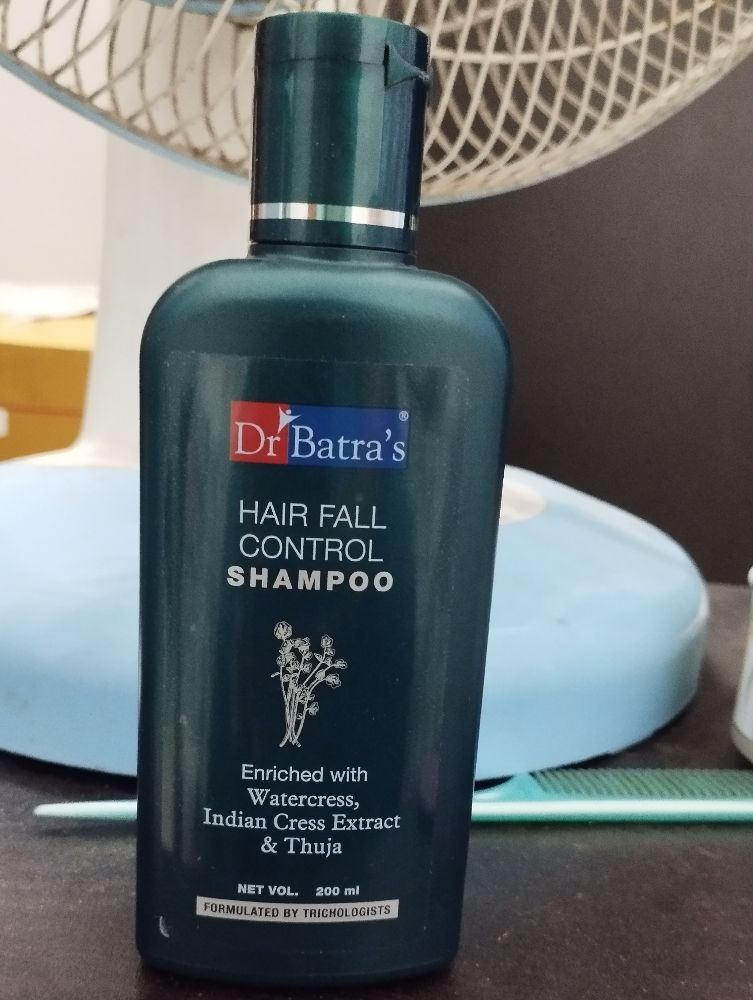 Dr Batra's®
HAIR FALL
CONTROL
SHAMPOO
Enriched with
Watercress,
Indian Cress Extract
& Thuja
NET VOL. 200 ml
FORMULATED BY TRICHOLOGISTS